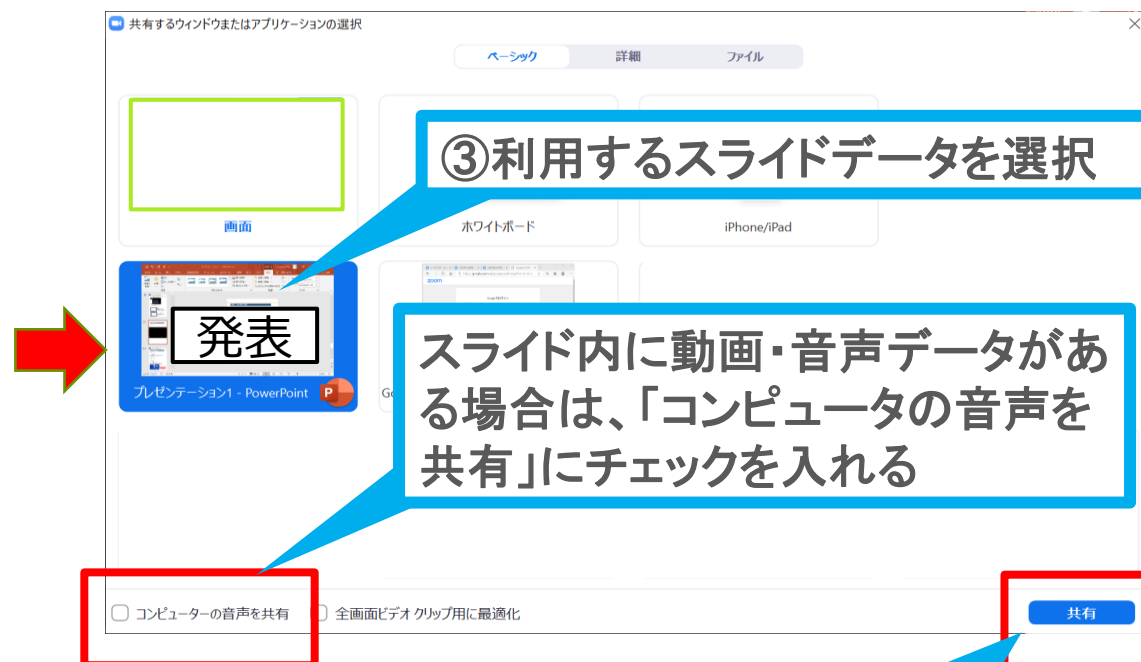 共有するウィンドウまたはアプリケーションの選択
ベーシック 詳細 ファイル
③利用するスライドデータを選択
画面 ホワイトボード iPhone/iPad
zoom
発表
プレゼンテーション1 - PowerPoint
P
スライド内に動画・音声データがあ
る場合は、「コンピュータの音声を
共有」にチェックを入れる
コンピューターの音声を共有 全画面ビデオ クリップ用に最適化 共有